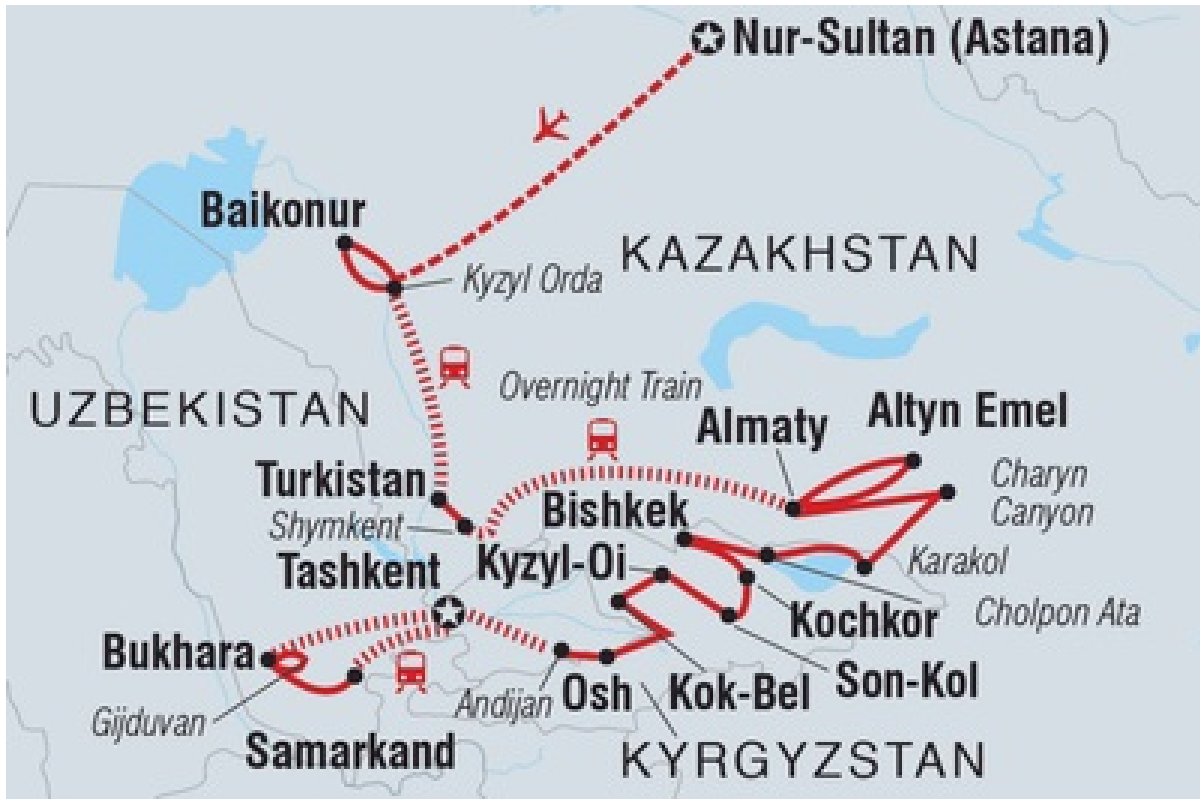 Nur-Sultan (Astana)
Baikonur
KAZAKHSTAN
Kyzyl Orda
Overnight Train
UZBEKISTAN
Almaty
Altyn Emel
Turkistan
Charyn
Canyon
Shymkent
Bishkek
Tashkent
Kyzyl-Oi
Karakol
Cholpon Ata
Kochkor
Bukhara
Son-Kol
Andijan
Osh
Kok-Bel
Gijduvan
Samarkand
KYRGYZSTAN